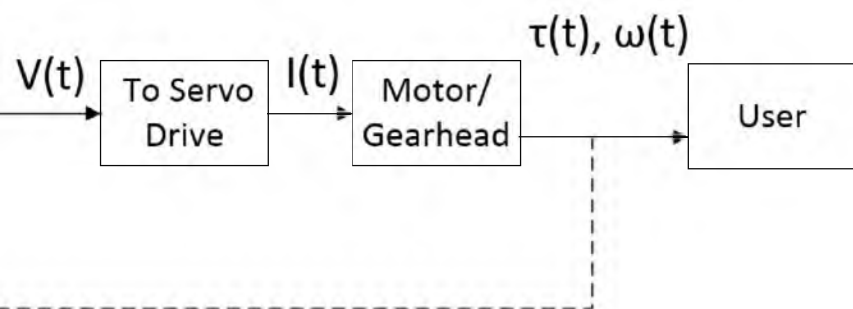 τ(t), ω(t)
V(t)
To Servo
Drive
I(t)
Motor/
Gearhead
User